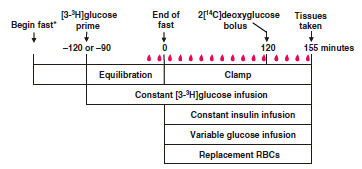 Begin fast*
[3-³H]glucose
prime
End of
fast
2[¹⁴C]deoxyglucose
bolus
Tissues
taken
–120 or –90
0
120
155 minutes
Equilibration
Clamp
Constant [3-³H]glucose infusion
Constant insulin infusion
Variable glucose infusion
Replacement RBCs